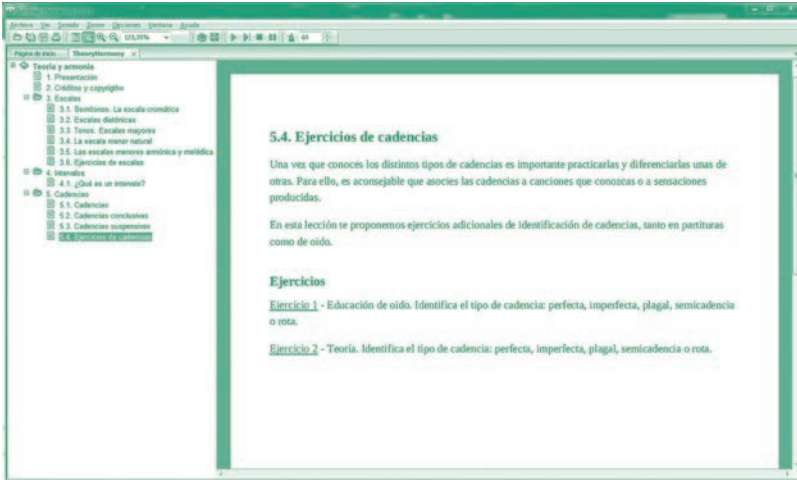 Archivo Ver Sonido Zoom Opciones Ventana Ayuda
Página de inicio TheoryHarmony
Teoría y armonía
1. Presentación
2. Créditos y copyrigtho
3. Escalas
3.1. Semitonos. La escala cromática
3.2. Escalas diatónicas
3.3. Tonos. Escalas mayores
3.4. La escala menor natural
3.5. Las escalas menores armónica y melódica
3.6. Ejercicios de escalas
4. Intervalos
4.1. ¿Qué es un intervalo?
5. Cadencias
5.1. Cadencias
5.2. Cadencias conclusivas
5.3. Cadencias suspensivas
5.4. Ejercicios de cadencias
5.4. Ejercicios de cadencias
Una vez que conoces los distintos tipos de cadencias es importante practicarlas y diferenciarlas unas de
otras. Para ello, es aconsejable que asocies las cadencias a canciones que conozcas o a sensaciones
producidas.
En esta lección te proponemos ejercicios adicionales de identificación de cadencias, tanto en partituras
como de oído.
Ejercicios
Ejercicio 1 - Educación de oído. Identifica el tipo de cadencia: perfecta, imperfecta, plagal, semicadencia
o rota.
Ejercicio 2 - Teoría. Identifica el tipo de cadencia: perfecta, imperfecta, plagal, semicadencia o rota.